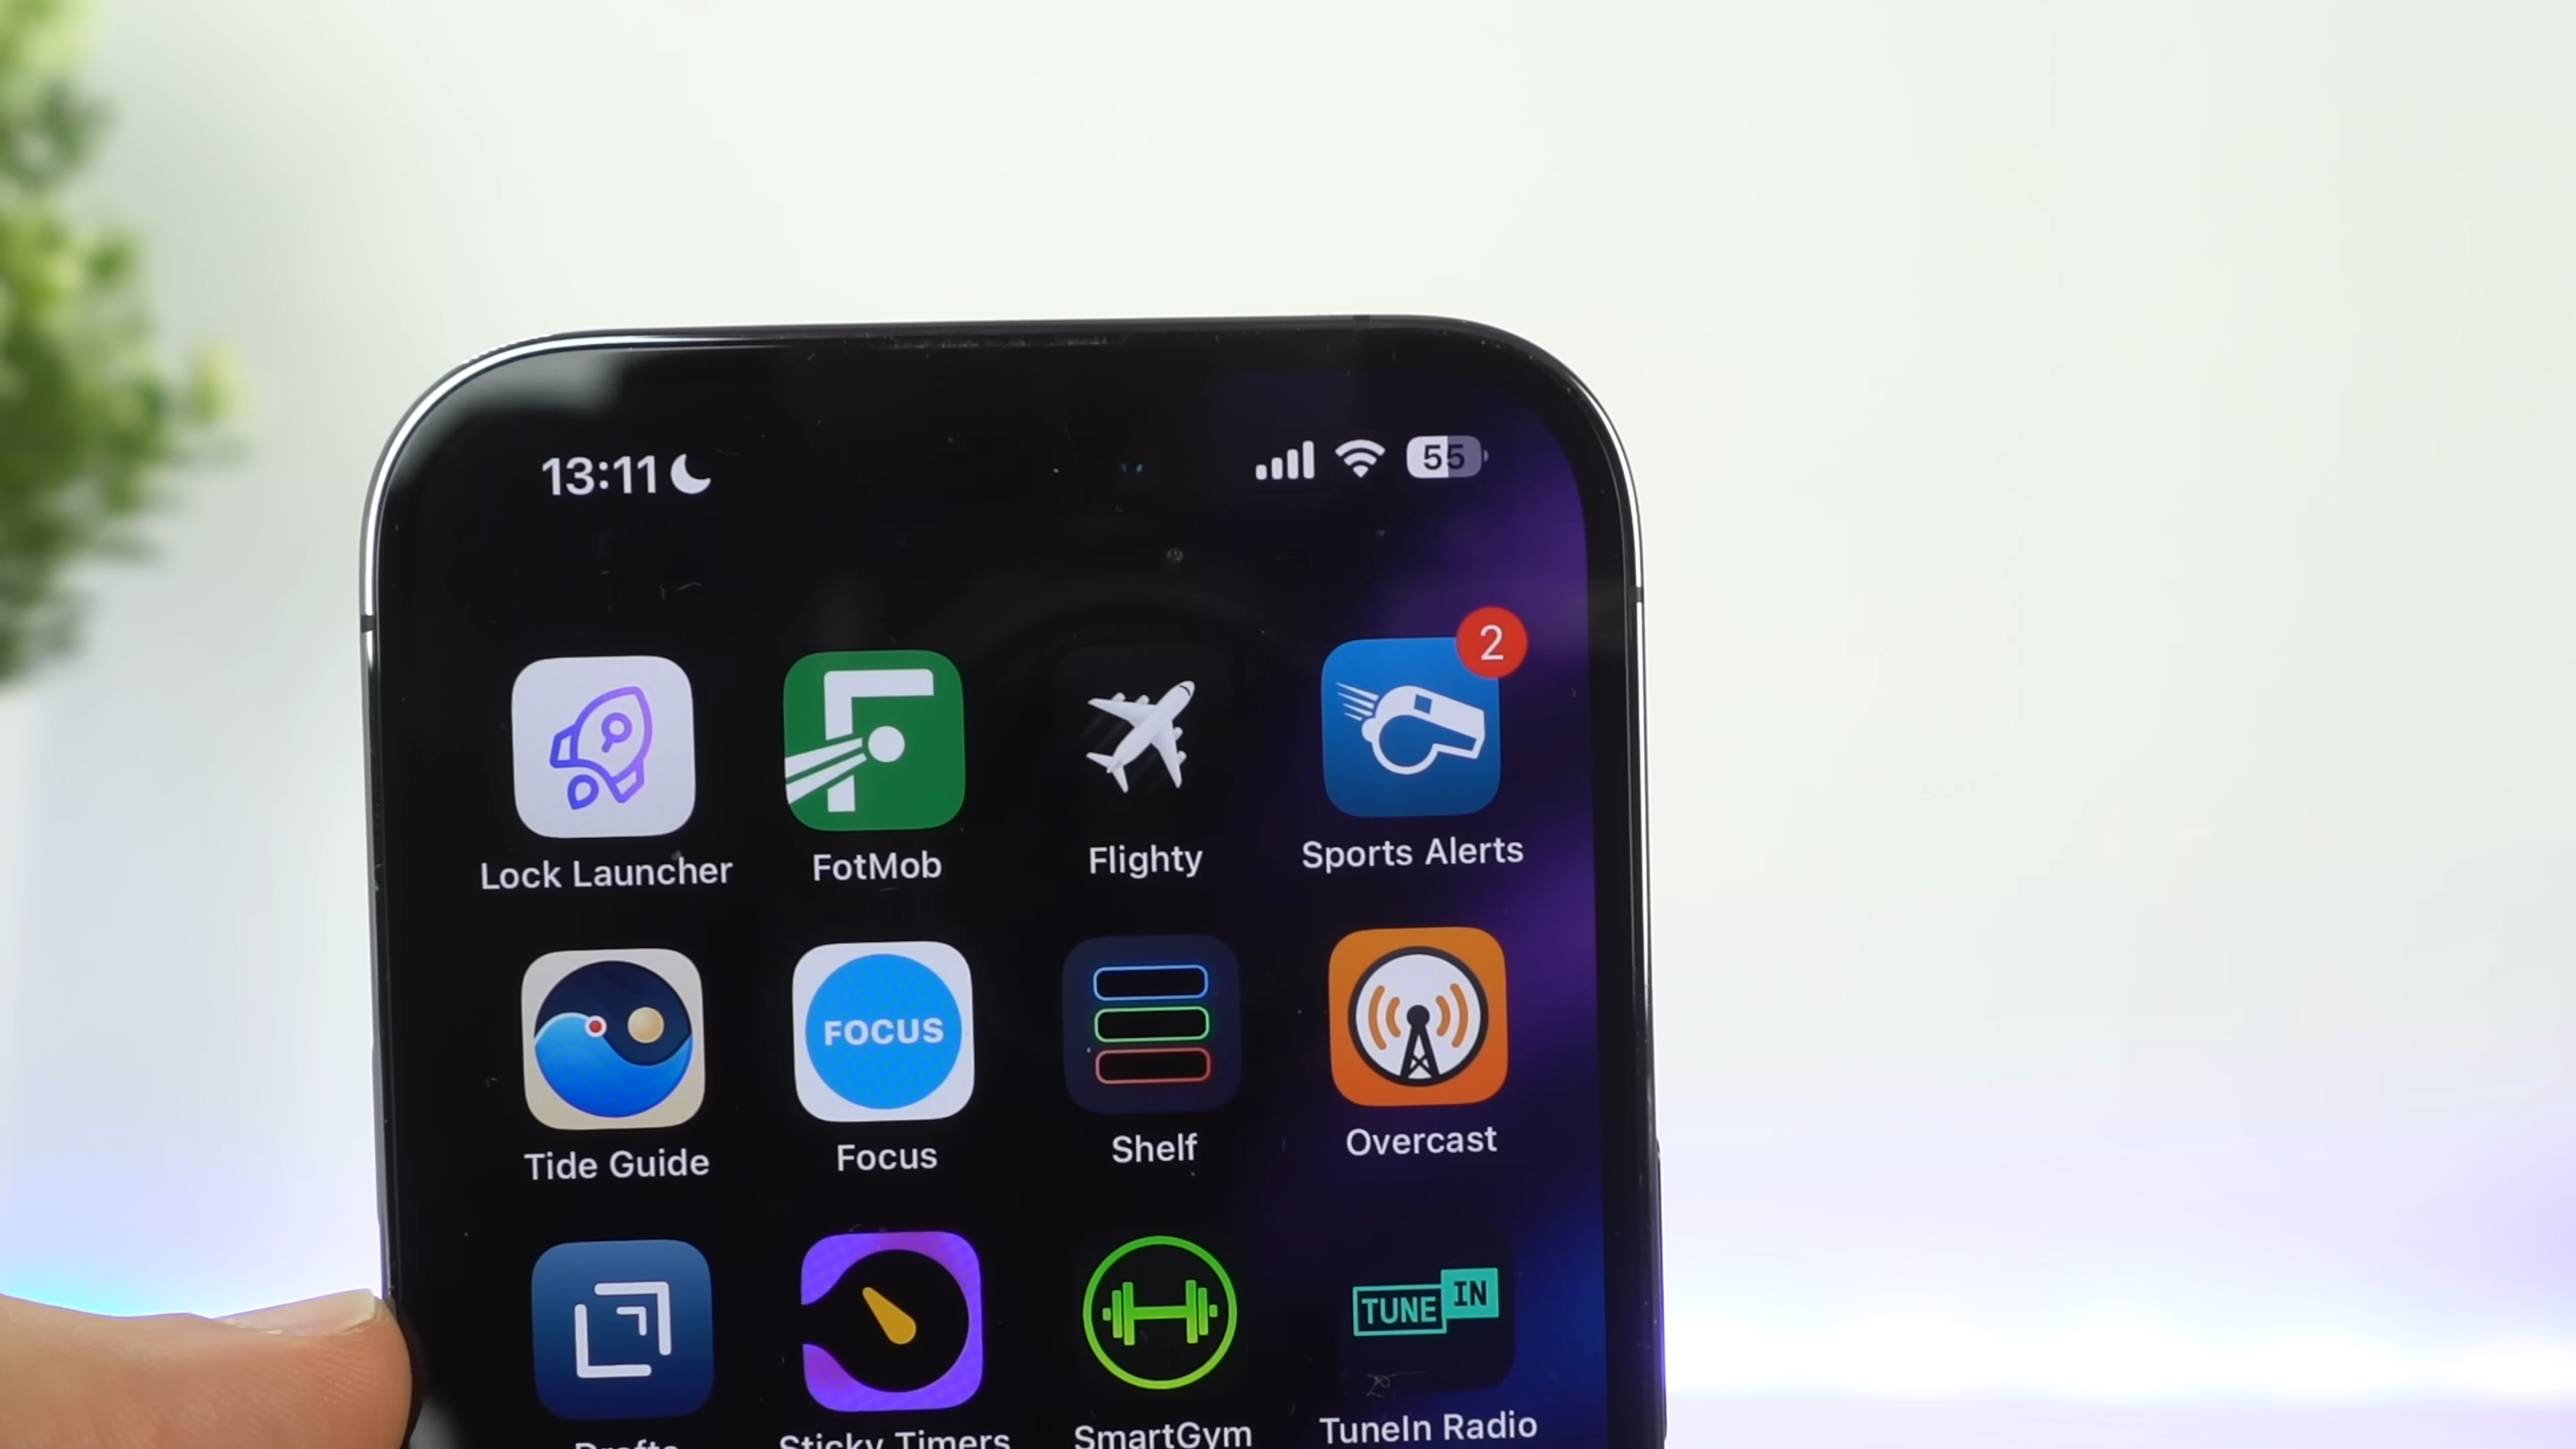 13:11 55
2
Lock Launcher FotMob Flighty Sports Alerts
FOCUS
Tide Guide Focus Shelf Overcast
TUNE IN
Drafts Sticky Timers SmartGym TuneIn Radio